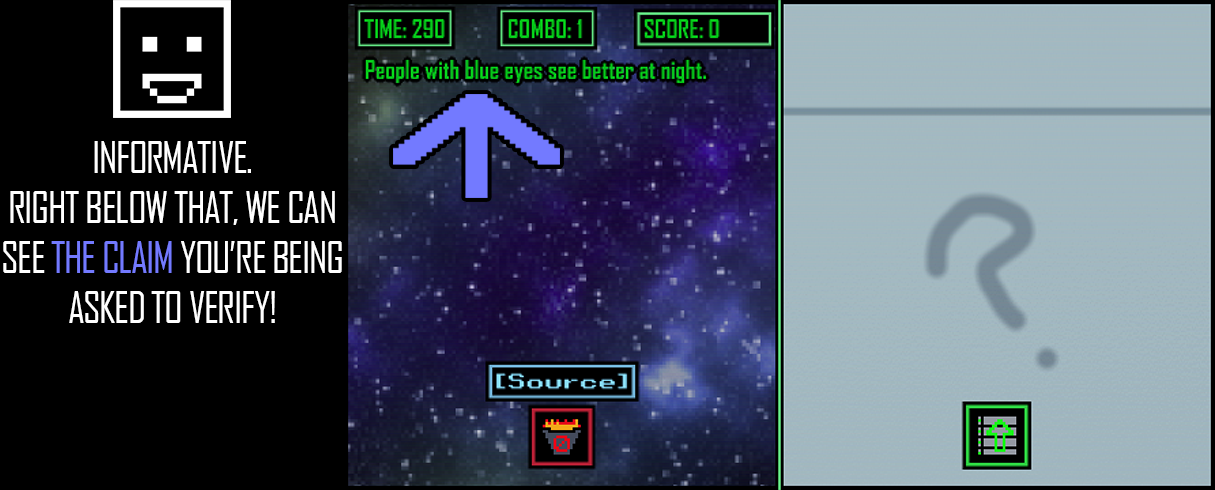 INFORMATIVE.
RIGHT BELOW THAT, WE CAN
SEE THE CLAIM YOU'RE BEING
ASKED TO VERIFY!
TIME: 290
COMBO: 1
SCORE: 0
People with blue eyes see better at night.
[Source]
?